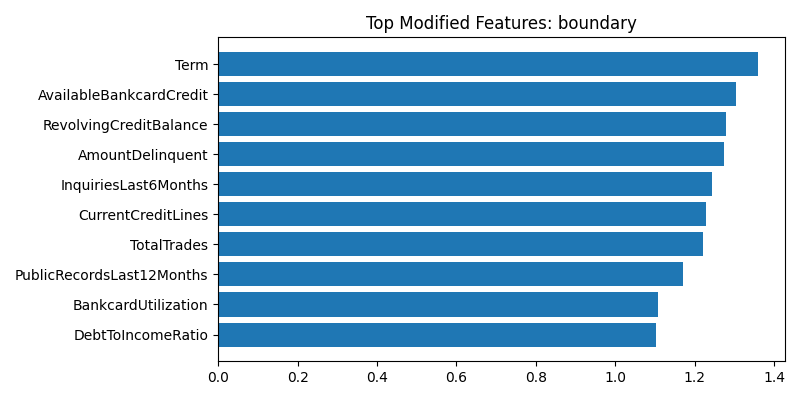 Top Modified Features: boundary
Term
AvailableBankcardCredit
RevolvingCreditBalance
AmountDelinquent
InquiriesLast6Months
CurrentCreditLines
TotalTrades
PublicRecordsLast12Months
BankcardUtilization
DebtToIncomeRatio
0.0 0.2 0.4 0.6 0.8 1.0 1.2 1.4